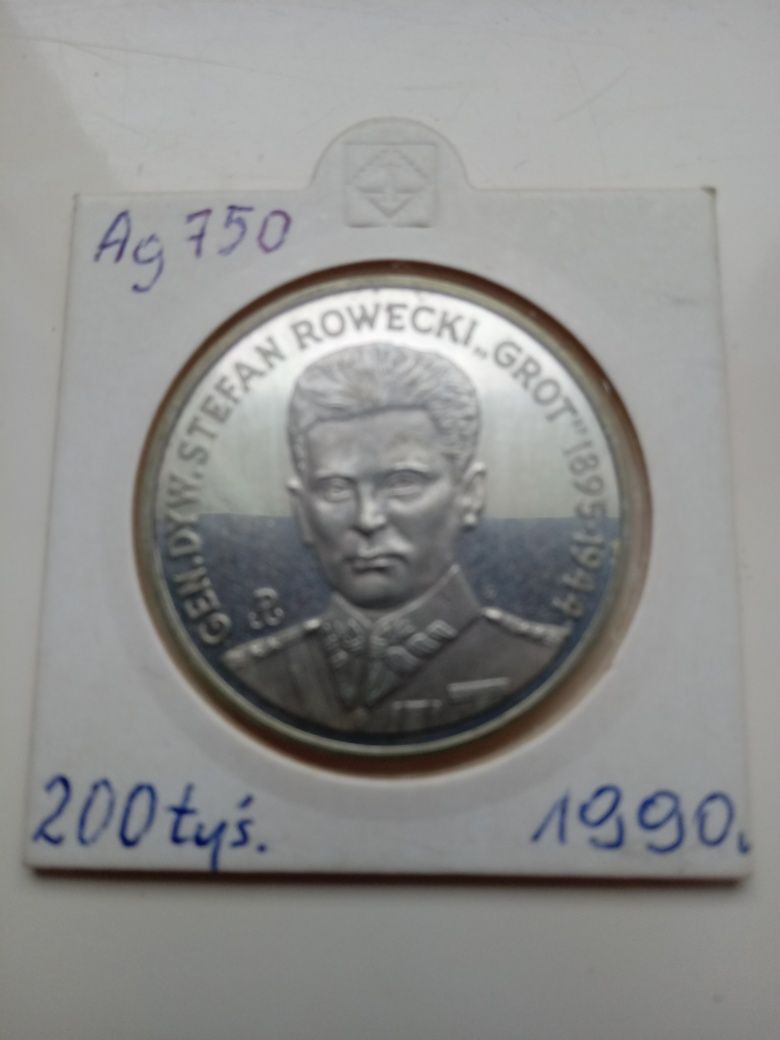 Ag 750
GEN. DYW. STEFAN ROWECKI „GROT" 1895-1944
200 tyś.
1990.